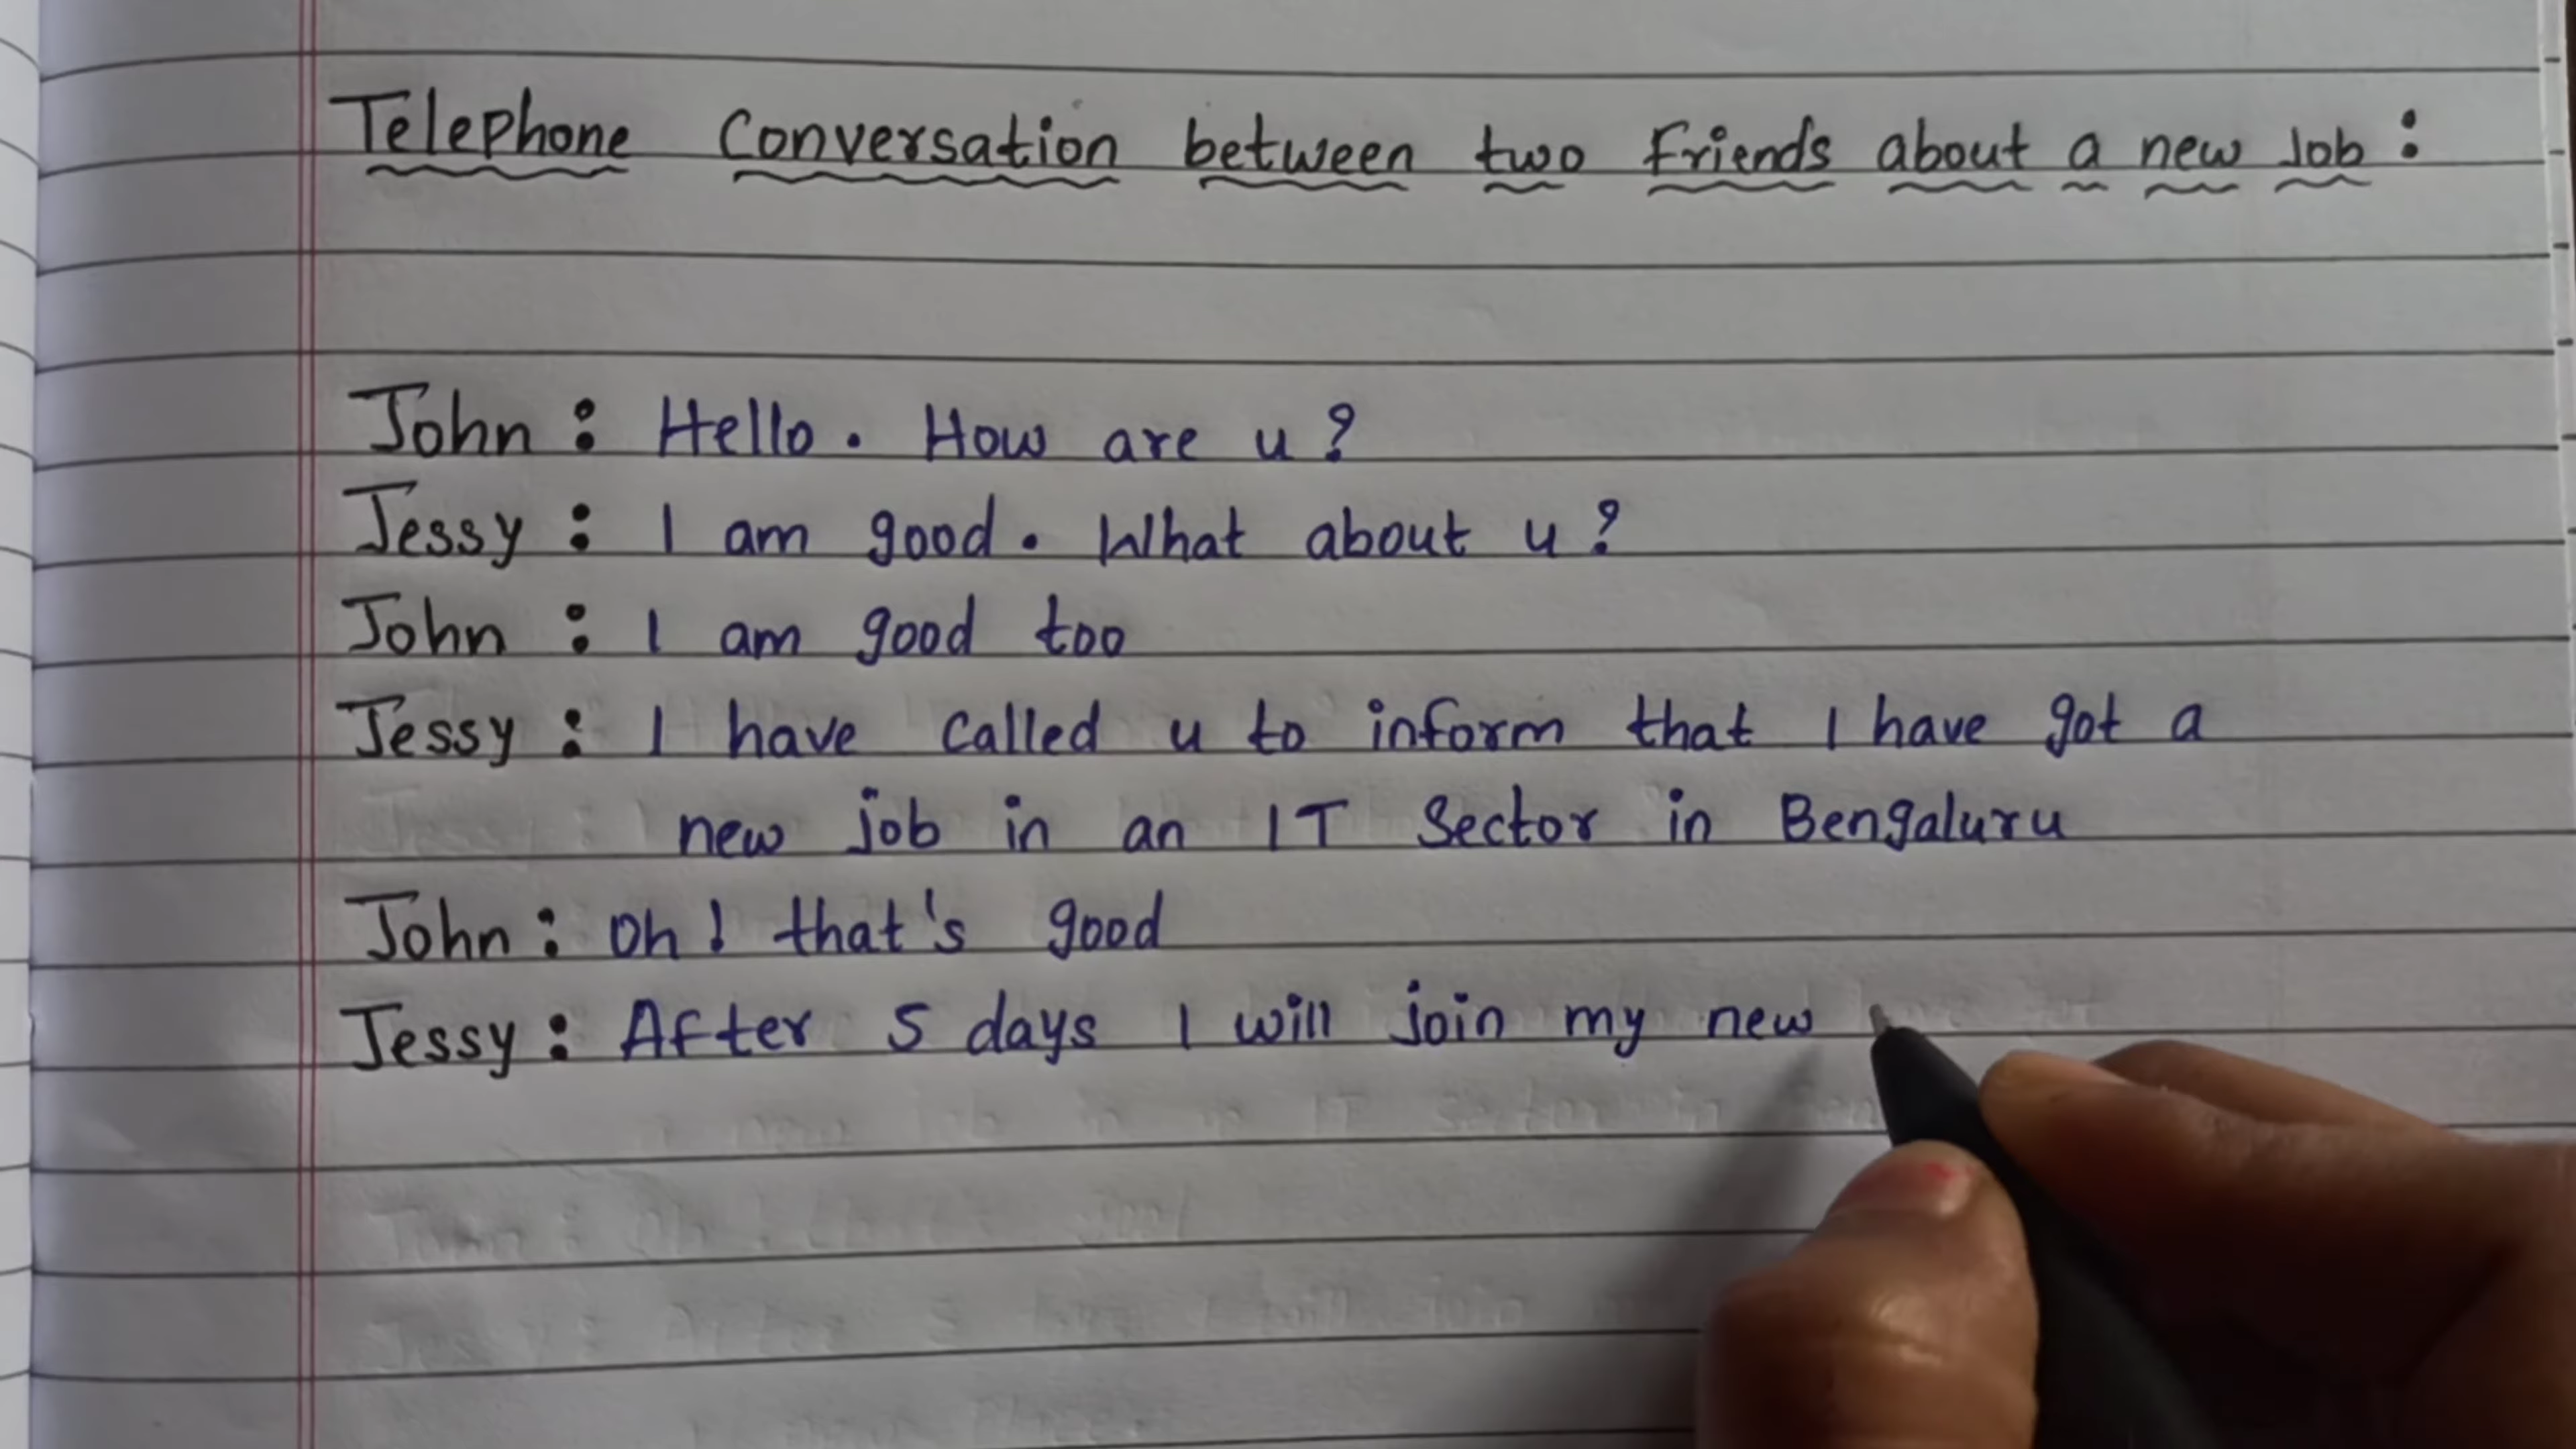 Telephone Conversation between two friends about a new Job :
John : Hello. How are u?
Jessy : I am good. What about u?
John : I am good too
Jessy : I have called u to inform that I have got a
new job in an IT Sector in Bengaluru
John : Oh! that's good
Jessy : After 5 days I will join my new